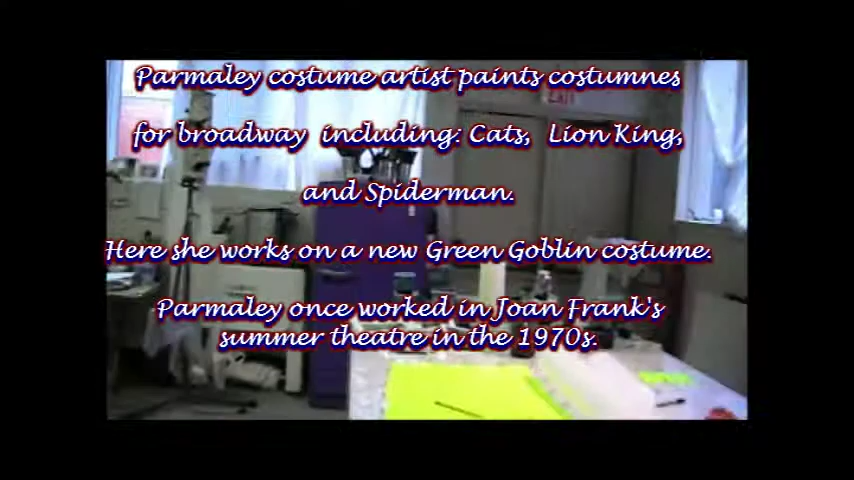 Parmaley costume artist paints costumnes
EXIT
for broadway including: Cats, Lion King,
and Spiderman.
Here she works on a new Green Goblin costume.
Parmaley once worked in Joan Frank's
summer theatre in the 1970s.